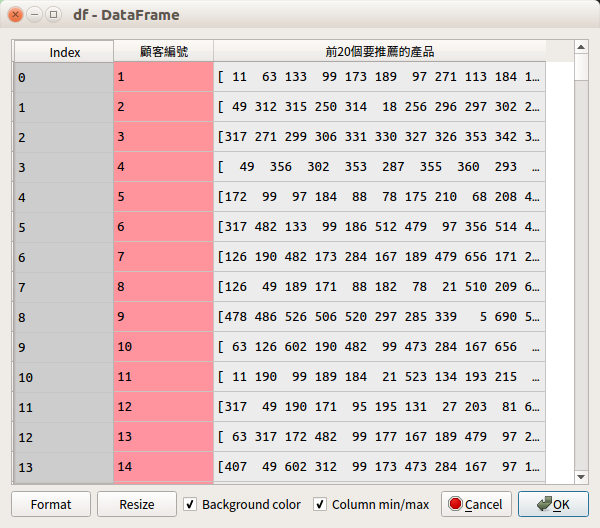 df - DataFrame
Index 顧客編號 前20個要推薦的產品
0 1 [ 11 63 133 99 173 189 97 271 113 184 1…
1 2 [ 49 312 315 250 314 18 256 296 297 302 2…
2 3 [317 271 299 306 331 330 327 326 353 342 3…
3 4 [ 49 356 302 353 287 355 360 293 …
4 5 [172 99 97 184 88 78 175 210 68 208 4…
5 6 [317 482 133 99 186 512 479 97 356 514 4…
6 7 [126 190 482 173 284 167 189 479 656 171 2…
7 8 [126 49 189 171 88 182 78 21 510 209 6…
8 9 [478 486 526 506 520 297 285 339 5 690 5…
9 10 [ 63 126 602 190 482 99 473 284 167 656 …
10 11 [ 11 190 99 189 184 21 523 134 193 215 …
11 12 [317 49 190 171 95 195 131 27 203 81 6…
12 13 [ 63 317 172 482 99 177 167 189 479 97 2…
13 14 [407 49 602 312 99 173 473 284 167 97 1…
Format Resize Background color Column min/max Cancel OK